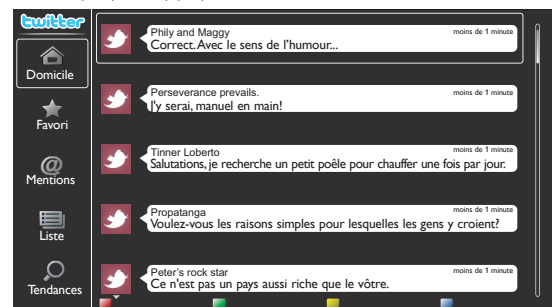 twitter
Domicile
Favori
@
Mentions
Liste
Tendances
Phily and Maggy
moins de 1 minute
Correct. Avec le sens de l'humour...
Perseverance prevails.
moins de 1 minute
J'y serai, manuel en main!
Tinner Loberto
moins de 1 minute
Salutations, je recherche un petit poêle pour chauffer une fois par jour.
Propatanga
moins de 1 minute
Voulez-vous les raisons simples pour lesquelles les gens y croient?
Peter's rock star
moins de 1 minute
Ce n'est pas un pays aussi riche que le vôtre.